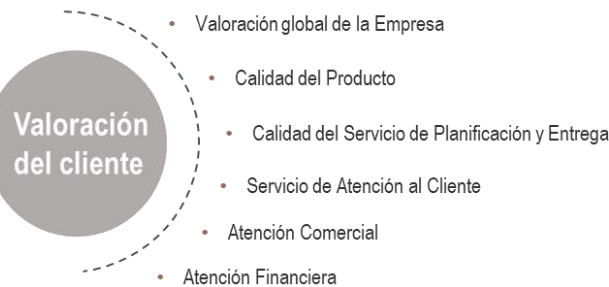 Valoración global de la Empresa
Calidad del Producto
Valoración
del cliente
Calidad del Servicio de Planificación y Entrega
Servicio de Atención al Cliente
Atención Comercial
Atención Financiera